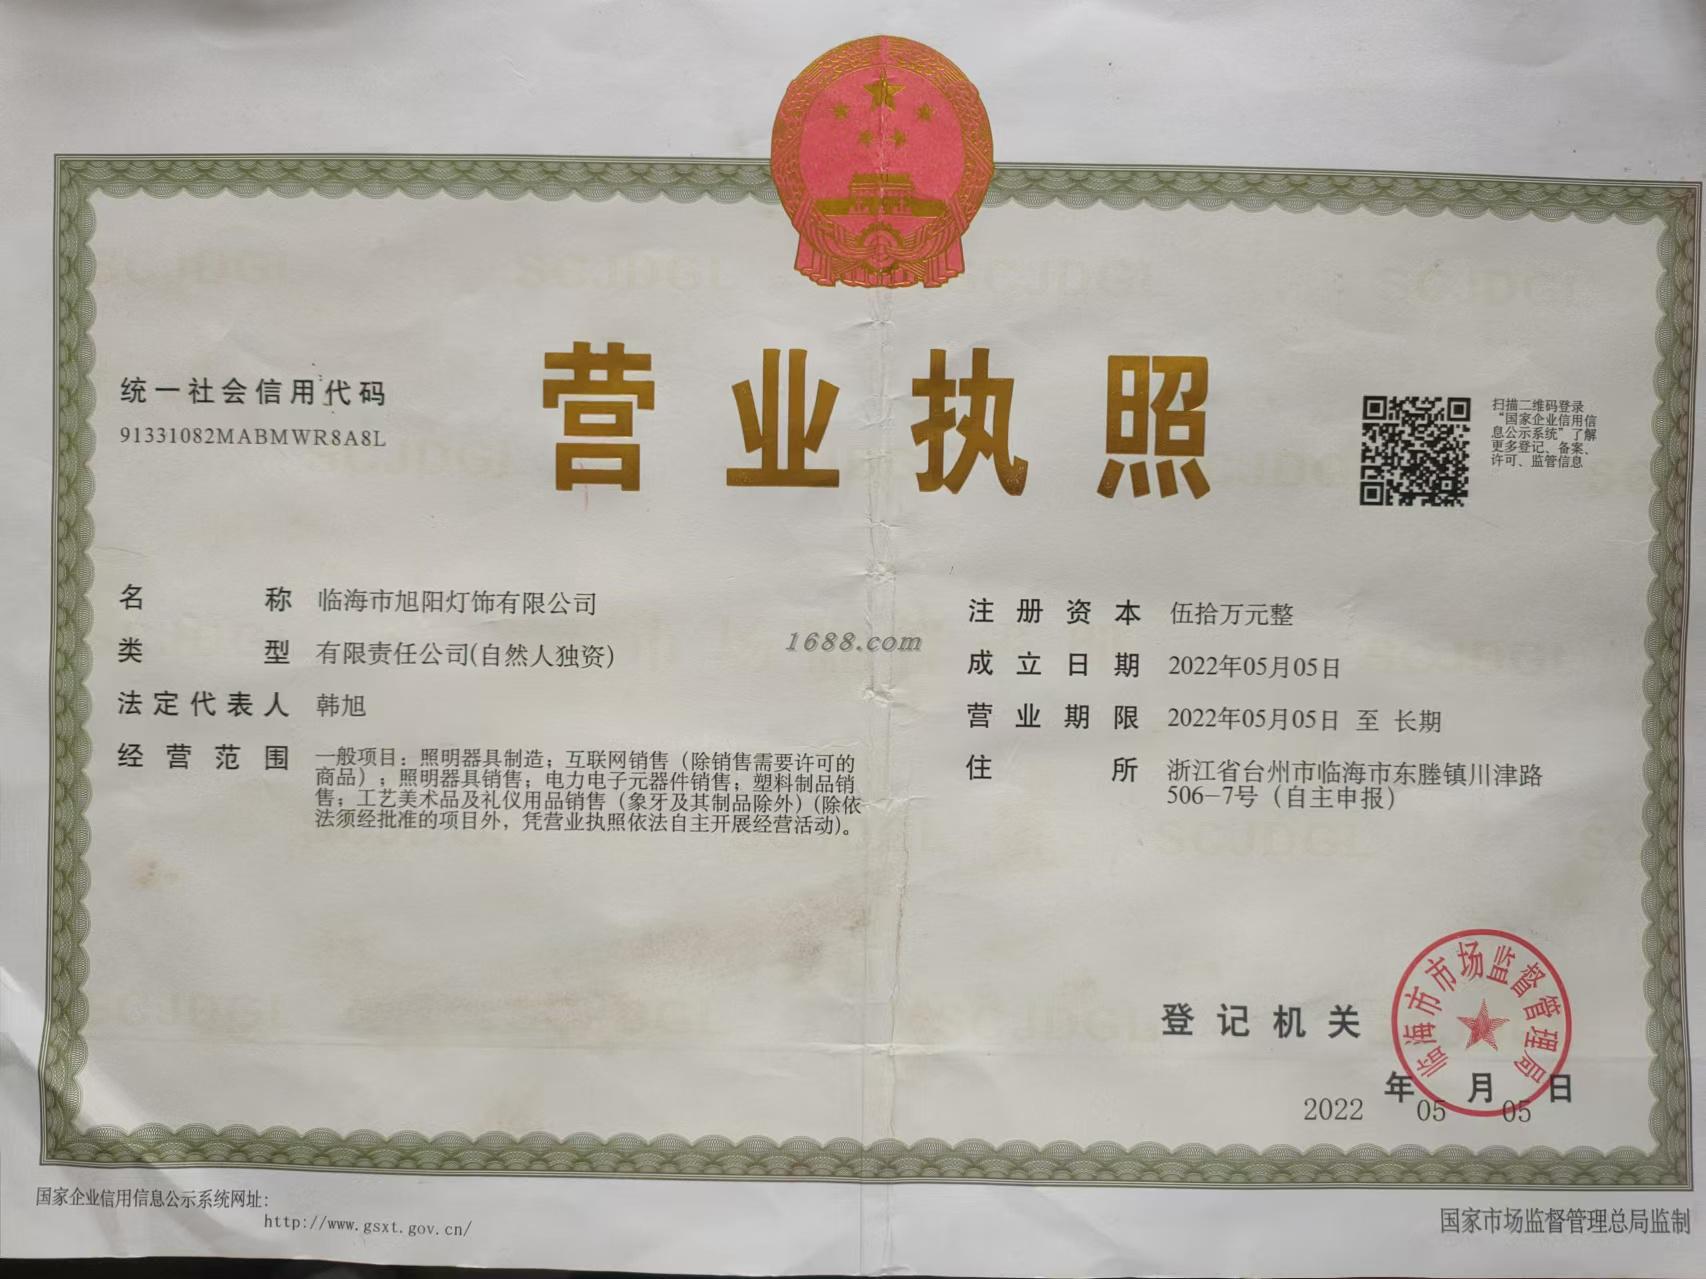 营业执照
统一社会信用代码
91331082MABMWR8A8L
扫描二维码登录
“国家企业信用信
息公示系统”了解
更多登记、备案、
许可、监管信息
名称 临海市旭阳灯饰有限公司
类型 有限责任公司(自然人独资)
法定代表人 韩旭
经营范围 一般项目：照明器具制造；互联网销售（除销售需要许可的
商品）；照明器具销售；电力电子元器件销售；塑料制品销
售；工艺美术品及礼仪用品销售（象牙及其制品除外）(除依
法须经批准的项目外，凭营业执照依法自主开展经营活动)。
1688.com
注册资本 伍拾万元整
成立日期 2022年05月05日
营业期限 2022年05月05日 至 长期
住所 浙江省台州市临海市东塍镇川津路
506-7号（自主申报）
登记机关
临海市市场监督管理局
2022年05月05日
国家企业信用信息公示系统网址：
http://www.gsxt.gov.cn/
国家市场监督管理总局监制
SCJDGL
SCJDGL
SCJDGL
SCJDGL